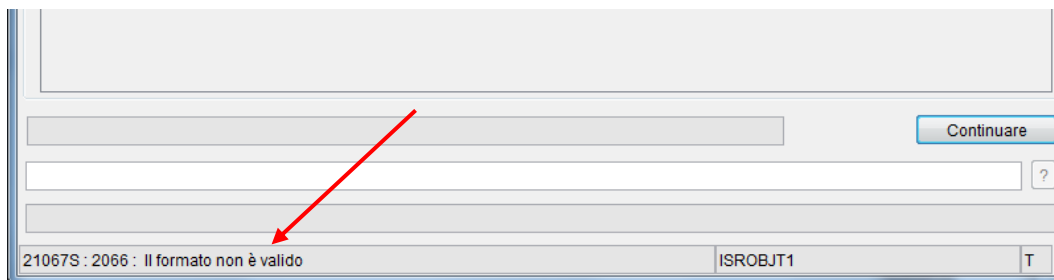 Continuare
?
21067S : 2066 : Il formato non è valido ISROBJT1 T